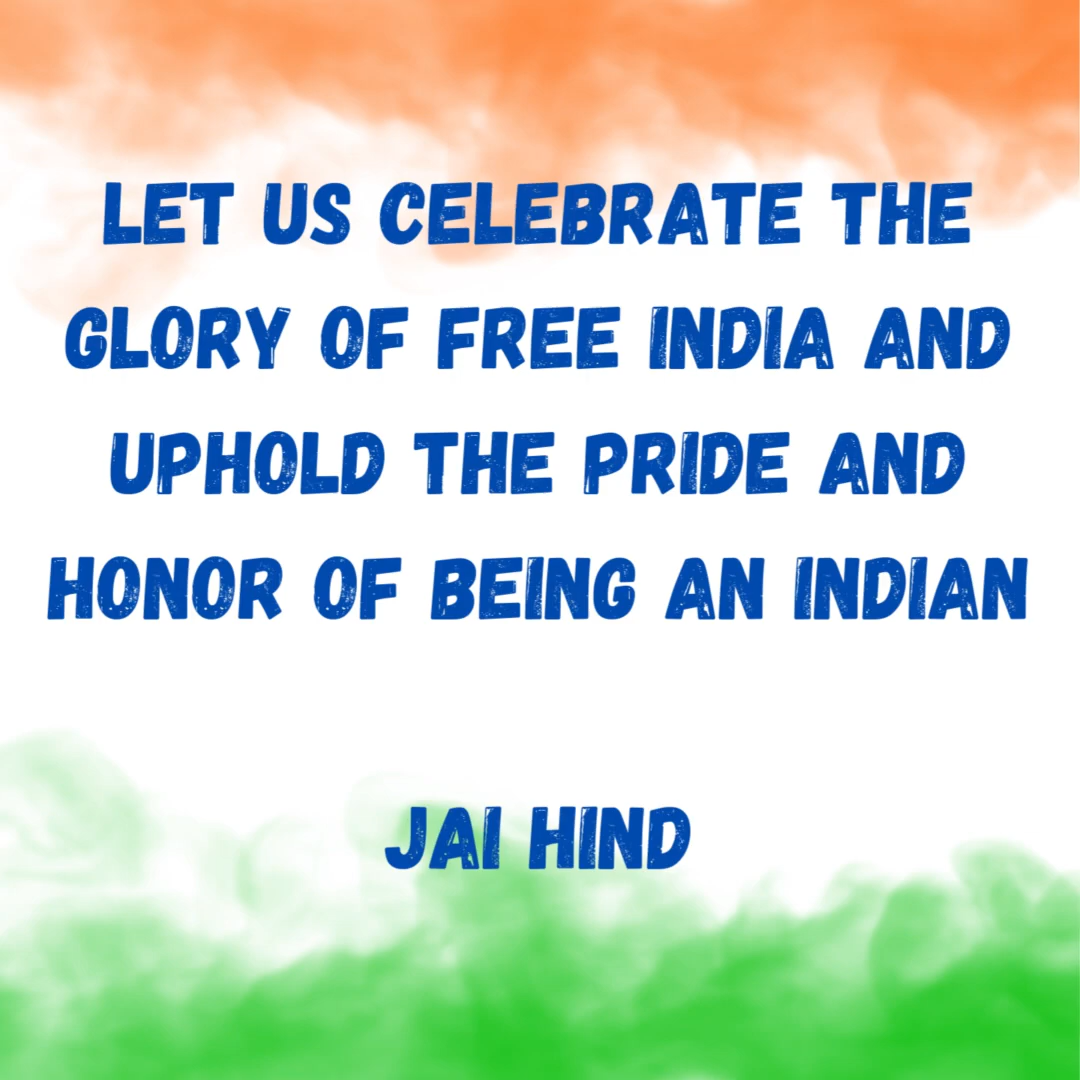 LET US CELEBRATE THE
GLORY OF FREE INDIA AND
UPHOLD THE PRIDE AND
HONOR OF BEING AN INDIAN
JAI HIND